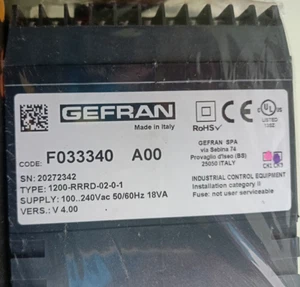 GEFRAN
Made in Italy
RoHS
CE
LISTED
CODE: F033340 A00
SN: 20272342
TYPE: 1200-RRRD-02-0-1
SUPPLY: 100..240Vac 50/60Hz 18VA
VERS.: V 4.00
GEFRAN SPA
via Sebina 74
Provaglio d'Iseo (BS)
25050 ITALY
INDUSTRIAL CONTROL EQUIPMENT
Installation category II
Fuse: not user serviceable